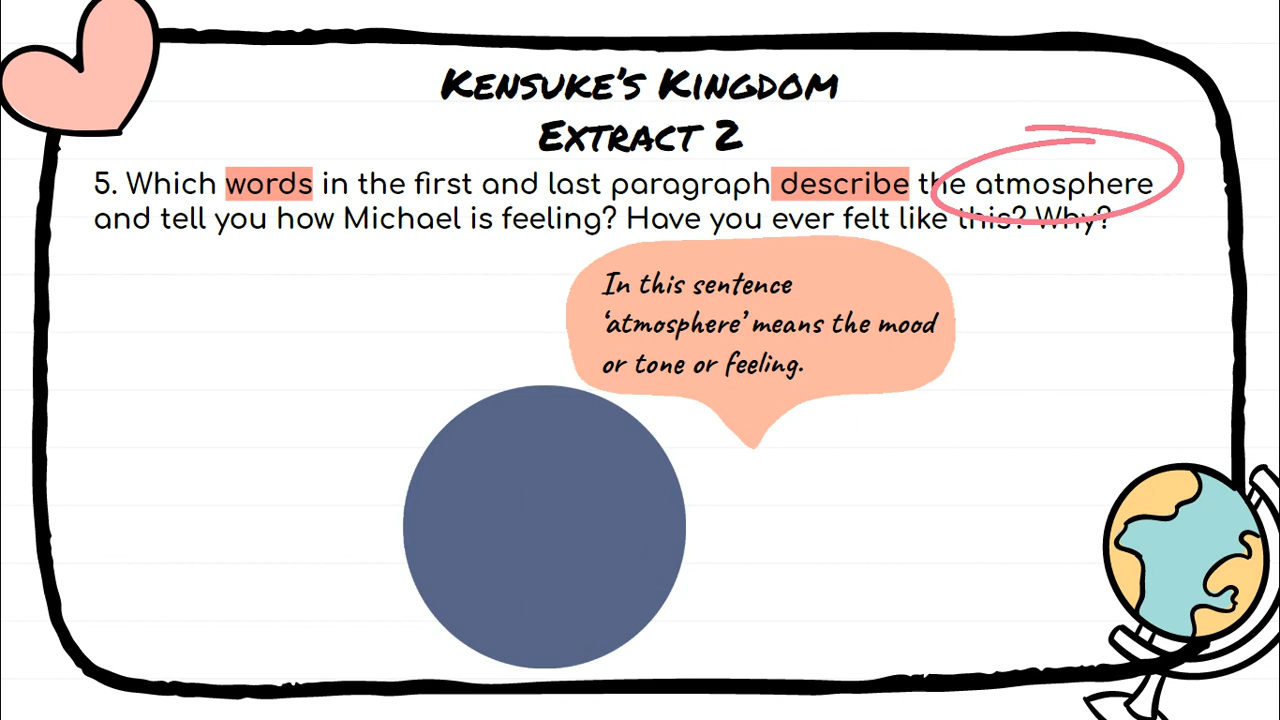 Kensuke's Kingdom
Extract 2
5. Which words in the first and last paragraph describe the atmosphere
and tell you how Michael is feeling? Have you ever felt like this? Why?
In this sentence
‘atmosphere’ means the mood
or tone or feeling.